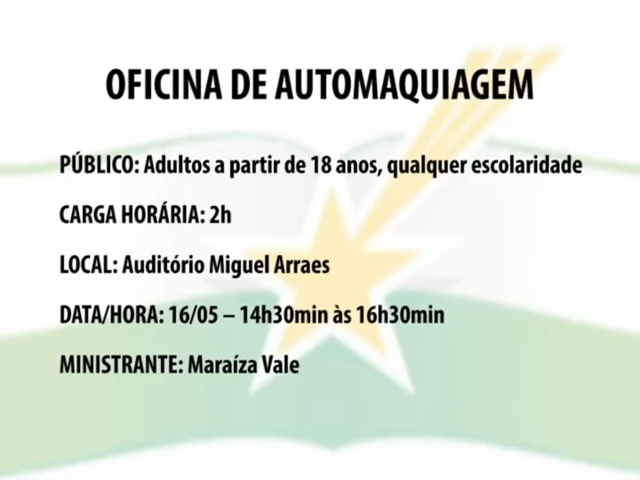 OFICINA DE AUTOMAQUIAGEM
PÚBLICO: Adultos a partir de 18 anos, qualquer escolaridade
CARGA HORÁRIA: 2h
LOCAL: Auditório Miguel Arraes
DATA/HORA: 16/05 – 14h30min às 16h30min
MINISTRANTE: Maraíza Vale